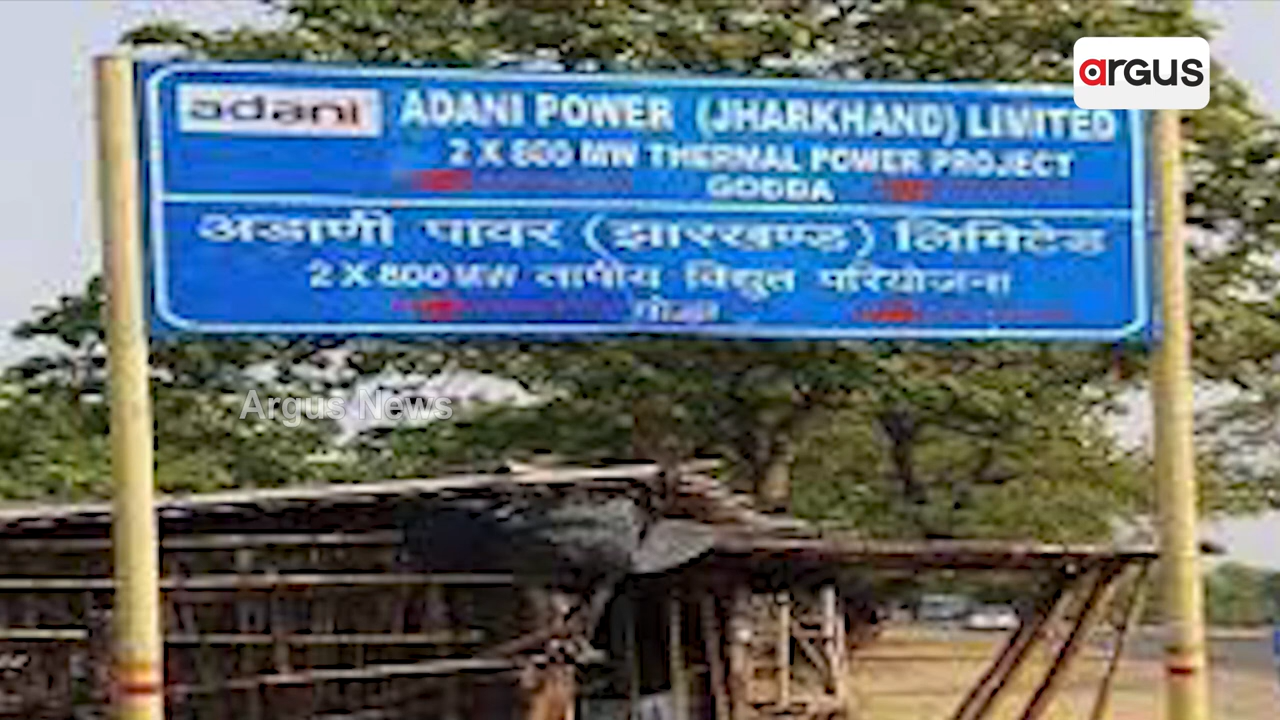 argus
adani
ADANI POWER (JHARKHAND) LIMITED
2 X 800 MW THERMAL POWER PROJECT
GODDA
अडाणी पावर (झारखण्ड) लिमिटेड
2 X 800 MW तापीय विद्युत परियोजना
गोड्डा
Argus News